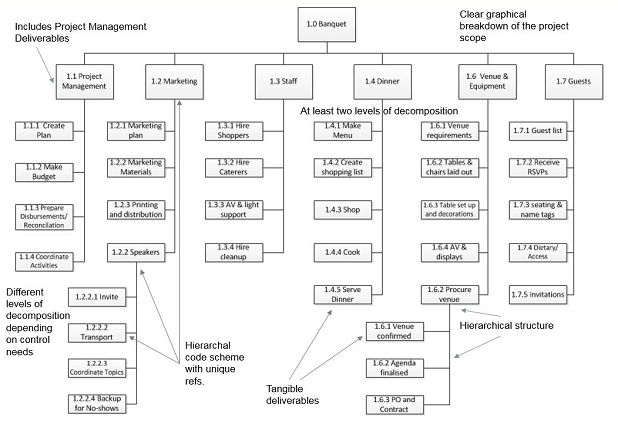 1.0 Banquet
Includes Project Management
Deliverables
Clear graphical
breakdown of the project
scope
1.1 Project
Management
1.2 Marketing
1.3 Staff
1.4 Dinner
1.6 Venue &
Equipment
1.7 Guests
At least two levels of decomposition
1.1.1 Create
Plan
1.1.2 Make
Budget
1.1.3 Prepare
Disbursements/
Reconcilation
1.1.4 Coordinate
Activities
1.2.1 Marketing
plan
1.2.2 Marketing
Materials
1.2.3 Printing
and distribution
1.2.2 Speakers
1.2.2.1 Invite
1.2.2.2
Transport
1.2.2.3
Coordinate Topics
1.2.2.4 Backup
for No-shows
1.3.1 Hire
Shoppers
1.3.2 Hire
Caterers
1.3.3 AV & light
support
1.3.4 Hire
cleanup
1.4.1 Make
Menu
1.4.2 Create
shopping list
1.4.3 Shop
1.4.4 Cook
1.4.5 Serve
Dinner
1.6.1 Venue
requirements
1.6.2 Tables &
chairs laid out
1.6.3 Table set up
and decorations
1.6.4 AV &
displays
1.6.2 Procure
venue
1.6.1 Venue
confirmed
1.6.2 Agenda
finalised
1.6.3 PO and
Contract
1.7.1 Guest list
1.7.2 Receive
RSVPs
1.7.3 seating &
name tags
1.7.4 Dietary/
Access
1.7.5 Invitations
Different
levels of
decomposition
depending on
control needs
Hierarchal
code scheme
with unique
refs.
Tangible
deliverables
Hierarchical structure